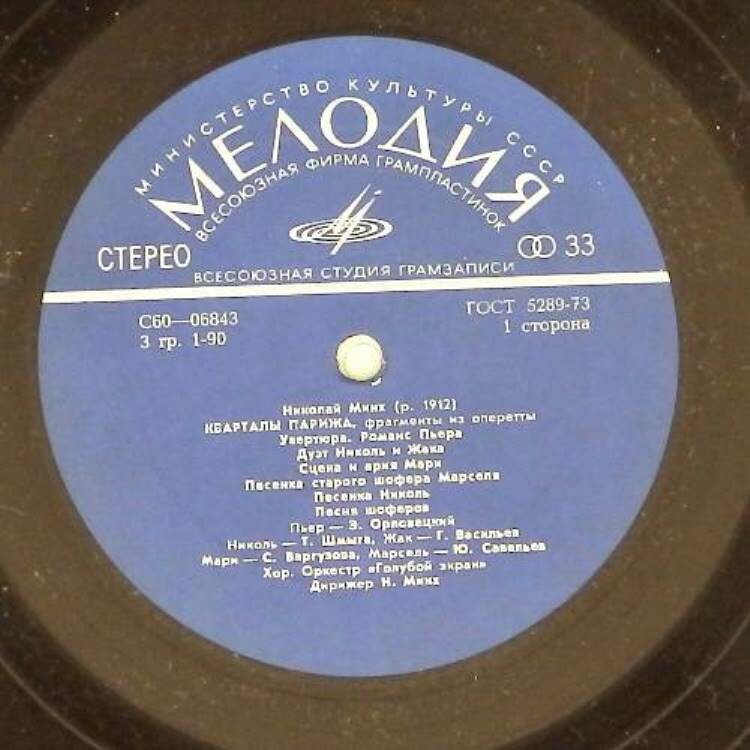 МИНИСТЕРСТВО КУЛЬТУРЫ СССР
МЕЛОДИЯ
ВСЕСОЮЗНАЯ ФИРМА ГРАМПЛАСТИНОК
СТЕРЕО
33
ВСЕСОЮЗНАЯ СТУДИЯ ГРАМЗАПИСИ
С60—06843
3 гр. 1-90
ГОСТ 5289-73
1 сторона
Николай Минх (р. 1912)
КВАРТАЛЫ ПАРИЖА, фрагменты из оперетты
Увертюра. Романс Пьера
Дуэт Николь и Жака
Сцена и ария Мари
Песенка старого шофера Марселя
Песенка Николь
Песня шоферов
Пьер — Э. Орловецкий
Николь — Т. Шмыга, Жак — Г. Васильев
Мари — С. Варгузова, Марсель — Ю. Савельев
Хор. Оркестр «Голубой экран»
Дирижер Н. Минх